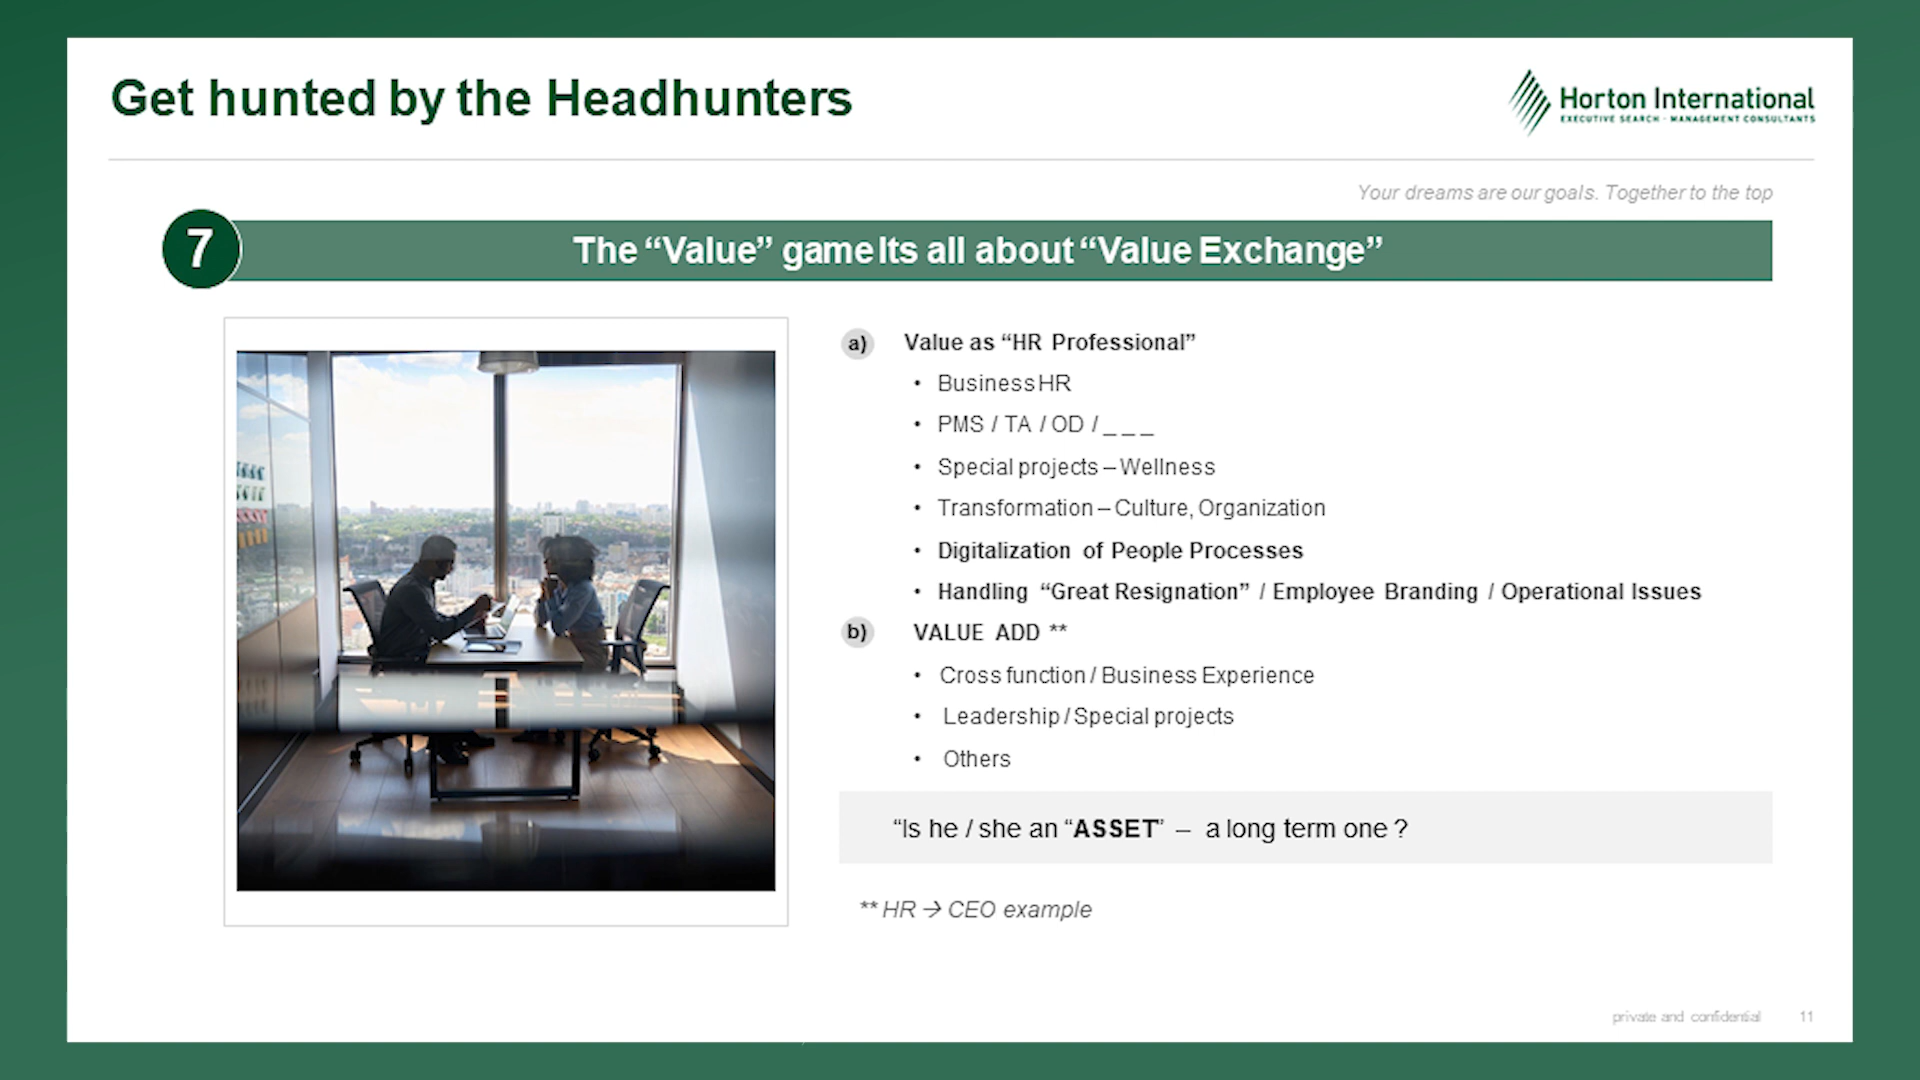 Get hunted by the Headhunters
Horton International
EXECUTIVE SEARCH - MANAGEMENT CONSULTANTS
Your dreams are our goals. Together to the top
7
The “Value” game Its all about “Value Exchange”
a) Value as “HR Professional”
• Business HR
• PMS / TA / OD / _ _ _
• Special projects – Wellness
• Transformation – Culture, Organization
• Digitalization of People Processes
• Handling “Great Resignation” / Employee Branding / Operational Issues
b) VALUE ADD **
• Cross function / Business Experience
• Leadership / Special projects
• Others
“Is he / she an “ASSET” – a long term one ?
** HR → CEO example
private and confidential 11